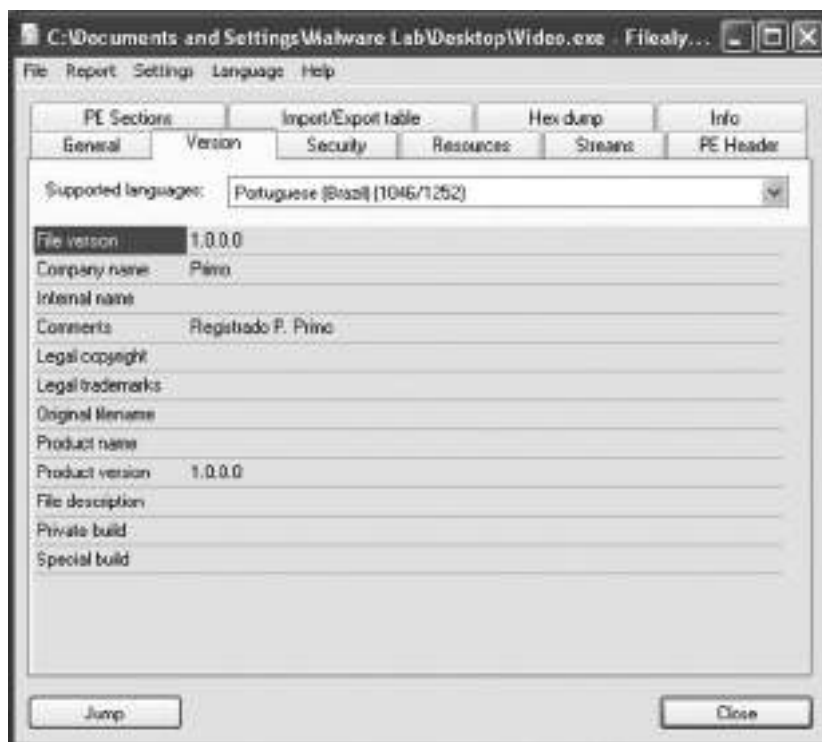 C:\Documents and Settings\Malware Lab\Desktop\Video.exe - Filealy...
File Report Settings Language Help
PE Sections Import/Export table Hex dump Info
General Version Security Resources Streams PE Header
Supported languages: Portuguese (Brazil) (1046/1252)
File version 1.0.0.0
Company name Primo
Internal name
Comments Registrado P. Primo
Legal copyright
Legal trademarks
Original filename
Product name
Product version 1.0.0.0
File description
Private build
Special build
Jump Close